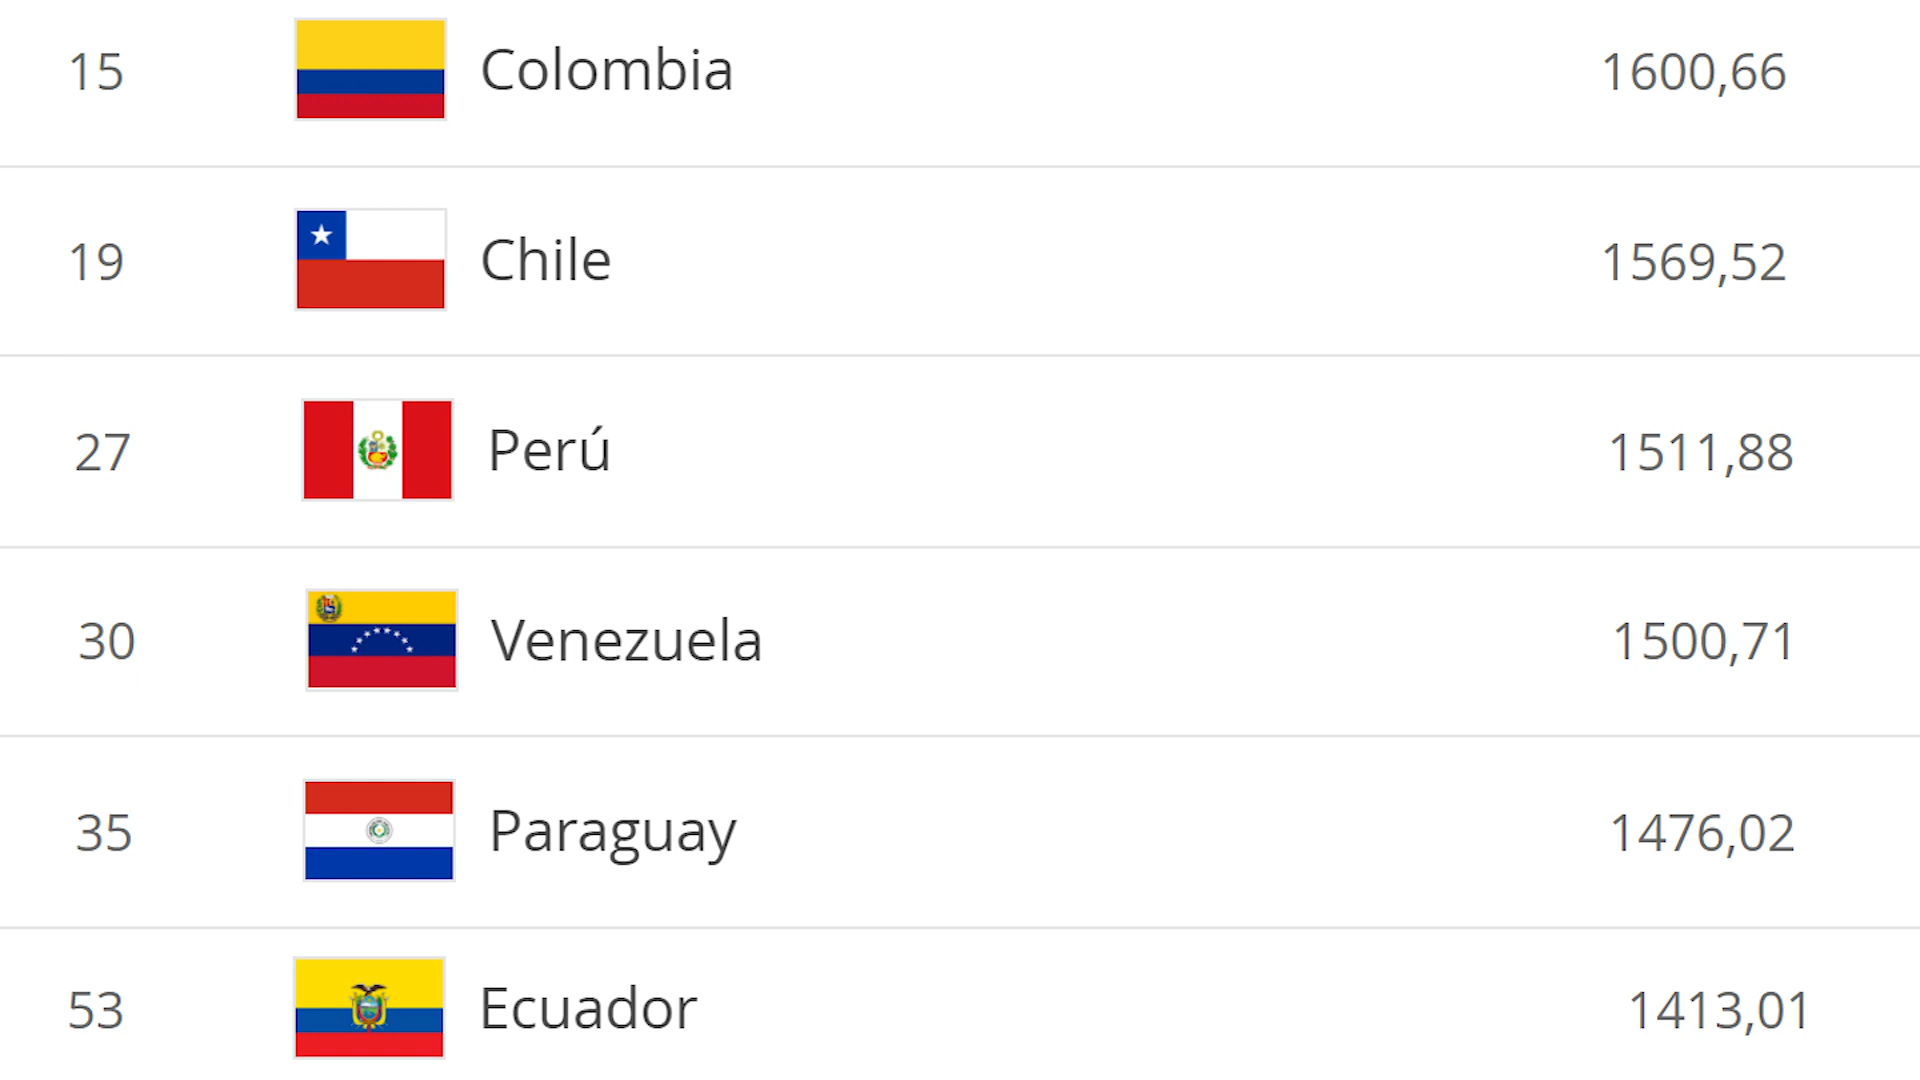 15 Colombia 1600,66
19 Chile 1569,52
27 Perú 1511,88
30 Venezuela 1500,71
35 Paraguay 1476,02
53 Ecuador 1413,01